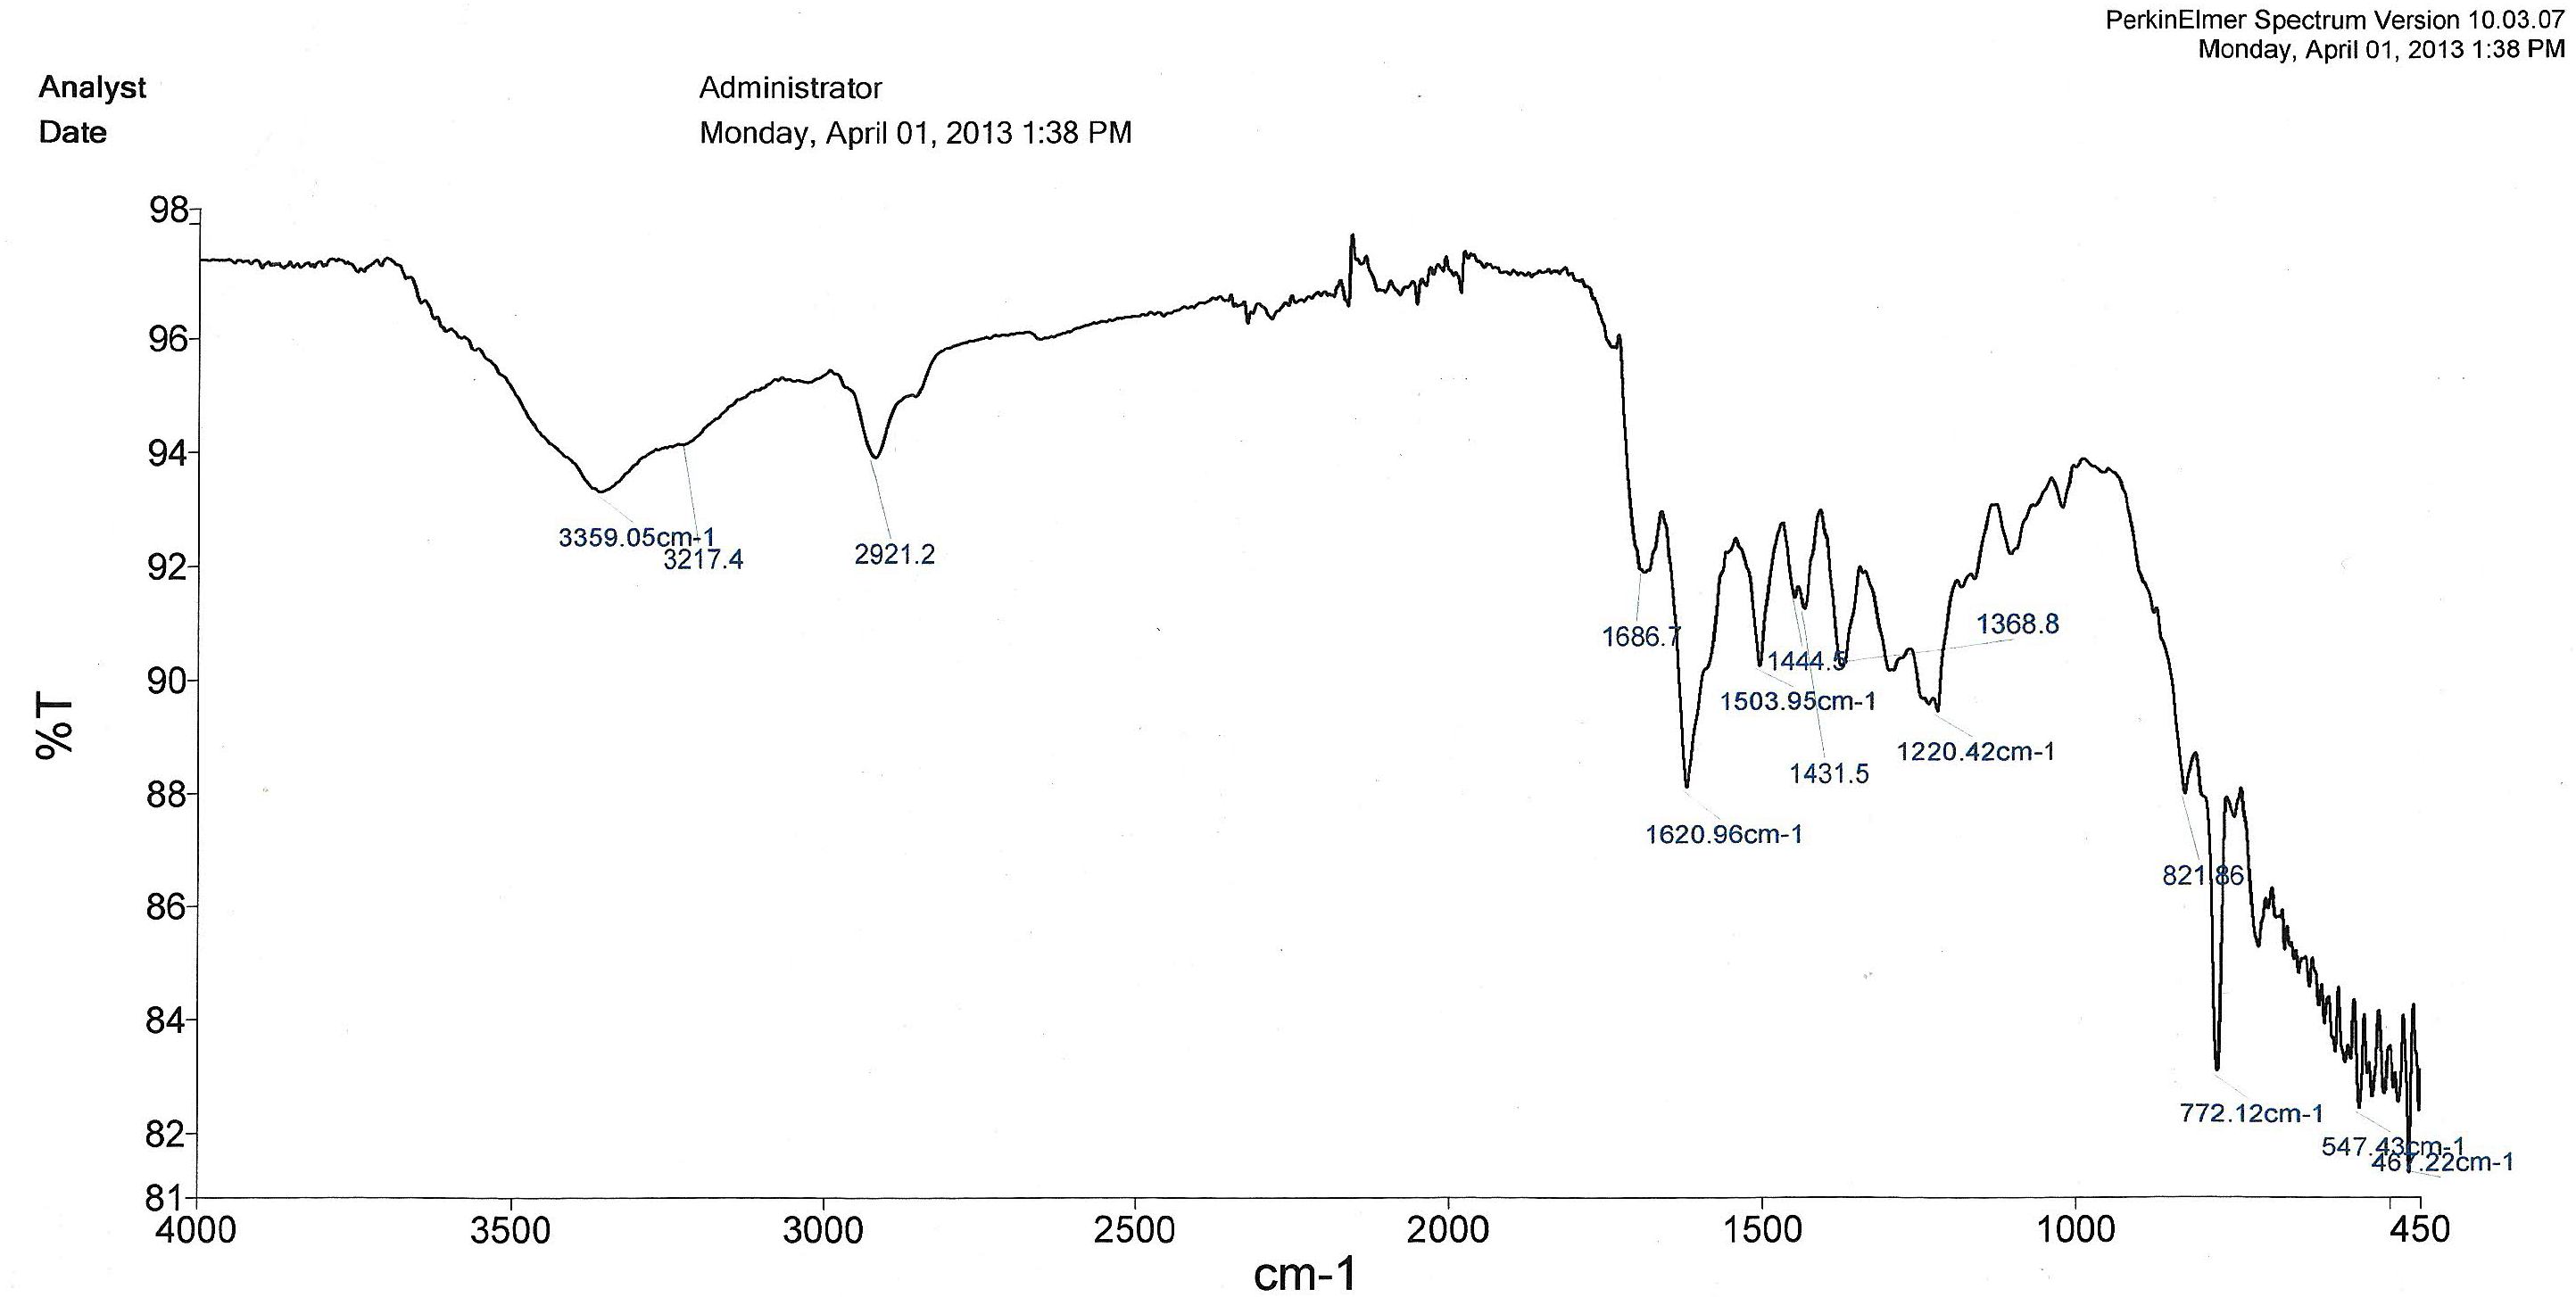 PerkinElmer Spectrum Version 10.03.07
Monday, April 01, 2013 1:38 PM
Analyst Administrator
Date Monday, April 01, 2013 1:38 PM
98
96
94
92
90
88
86
84
82
81
%T
3359.05cm-1
3217.4
2921.2
1686.7
1620.96cm-1
1503.95cm-1
1444.5
1431.5
1368.8
1220.42cm-1
821.86
772.12cm-1
547.43cm-1
467.22cm-1
4000 3500 3000 2500 2000 1500 1000 450
cm-1